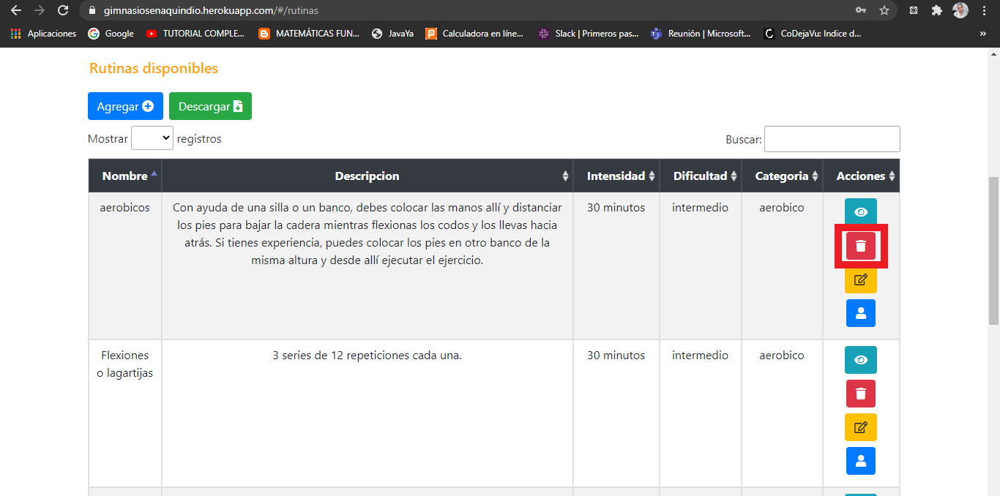 gimnasiosenaquindio.herokuapp.com/#/rutinas
Aplicaciones Google TUTORIAL COMPLE... MATEMÁTICAS FUN... JavaYa Calculadora en líne... Slack | Primeros pas... Reunión | Microsoft... CoDejaVu: Indice d... »
Rutinas disponibles
Agregar Descargar
Mostrar registros Buscar:
Nombre Descripcion Intensidad Dificultad Categoria Acciones
aerobicos Con ayuda de una silla o un banco, debes colocar las manos allí y distanciar 30 minutos intermedio aerobico
los pies para bajar la cadera mientras flexionas los codos y los llevas hacia
atrás. Si tienes experiencia, puedes colocar los pies en otro banco de la
misma altura y desde allí ejecutar el ejercicio.
Flexiones 3 series de 12 repeticiones cada una. 30 minutos intermedio aerobico
o lagartijas